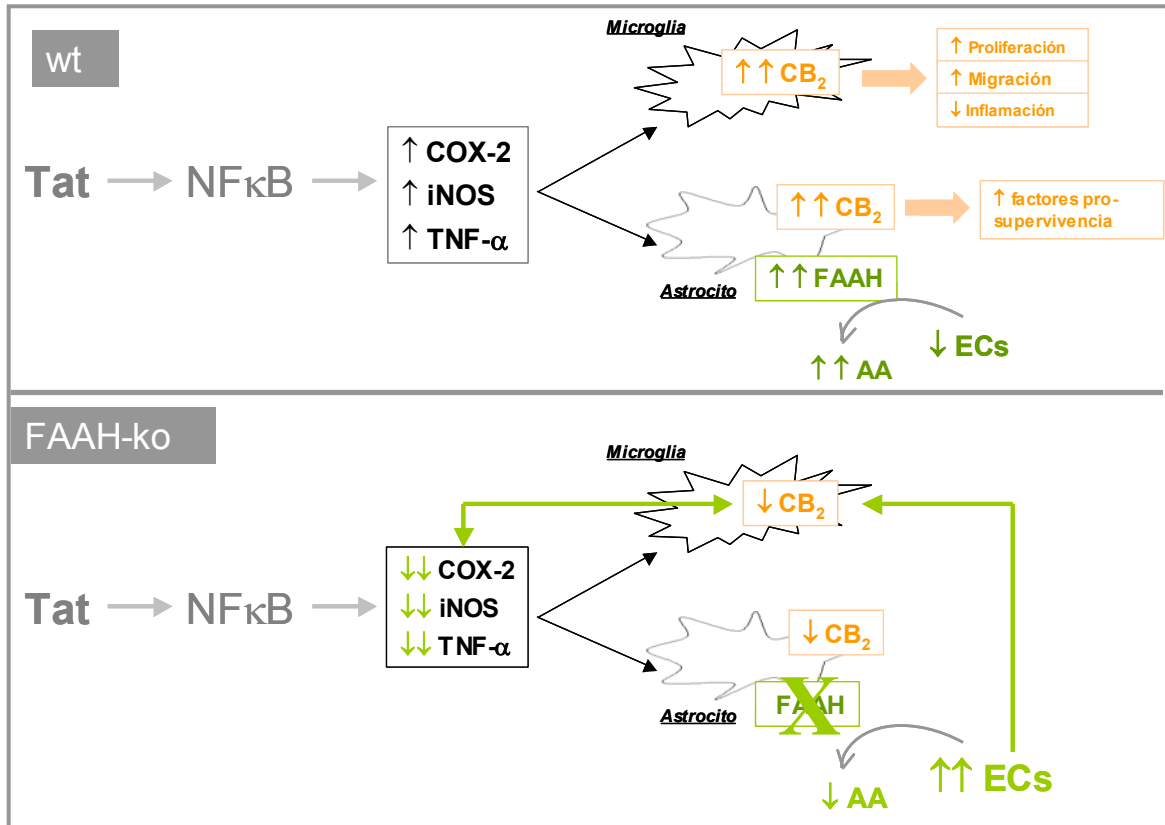 wt
Microglia
↑ ↑ CB₂
↑ Proliferación
↑ Migración
↓ Inflamación
Tat
NFκB
↑ COX-2
↑ iNOS
↑ TNF-α
↑ ↑ CB₂
↑ factores pro-
supervivencia
Astrocito
↑ ↑ FAAH
↓ ECs
↑ ↑ AA
FAAH-ko
Microglia
↓ CB₂
Tat
NFκB
↓↓ COX-2
↓↓ iNOS
↓↓ TNF-α
↓ CB₂
Astrocito
FAAH
X
↓ AA
↑↑ ECs